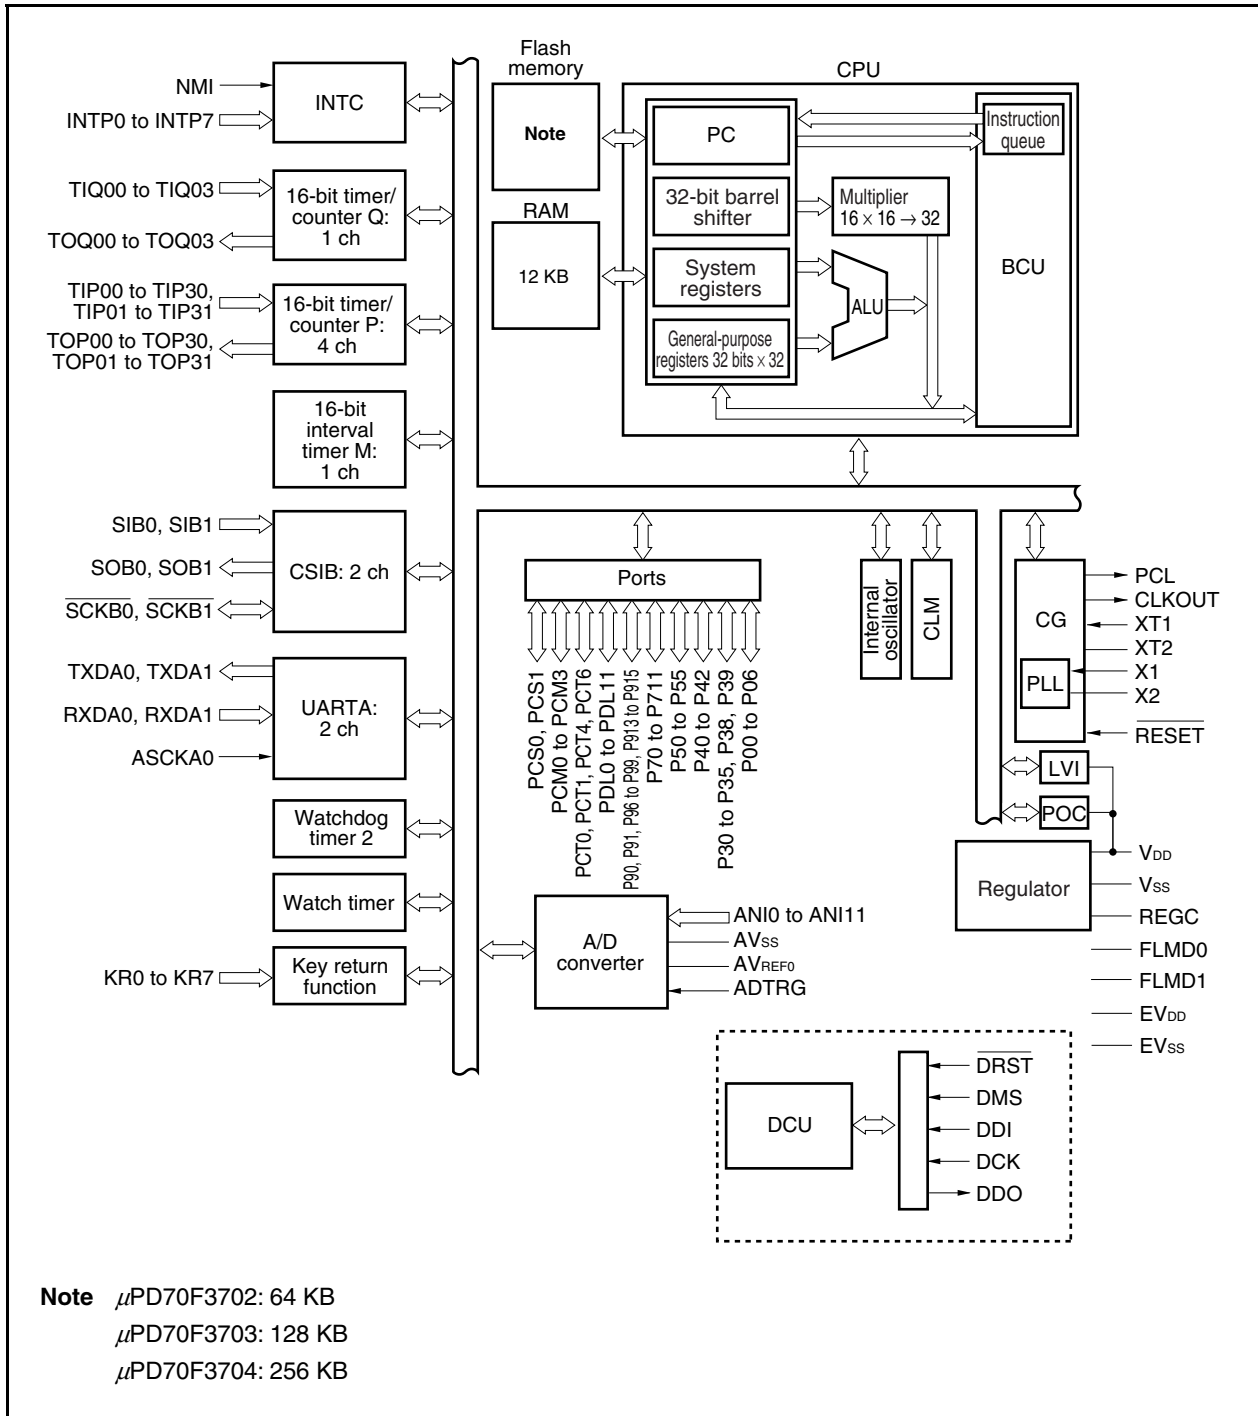 NMI
INTP0 to INTP7
INTC
TIQ00 to TIQ03
TOQ00 to TOQ03
16-bit timer/
counter Q:
1 ch
TIP00 to TIP30,
TIP01 to TIP31
TOP00 to TOP30,
TOP01 to TOP31
16-bit timer/
counter P:
4 ch
16-bit
interval
timer M:
1 ch
SIB0, SIB1
SOB0, SOB1
SCKB0, SCKB1
CSIB: 2 ch
TXDA0, TXDA1
RXDA0, RXDA1
ASCKA0
UARTA:
2 ch
Watchdog
timer 2
Watch timer
KR0 to KR7
Key return
function
Flash
memory
Note
RAM
12 KB
CPU
PC
32-bit barrel
shifter
System
registers
General-purpose
registers 32 bits × 32
Multiplier
16 × 16 → 32
ALU
Instruction
queue
BCU
Ports
PCS0, PCS1
PCM0 to PCM3
PCT0, PCT1, PCT4, PCT6
PDL0 to PDL11
P90, P91, P96 to P99, P913 to P915
P70 to P711
P50 to P55
P40 to P42
P30 to P35, P38, P39
P00 to P06
Internal
oscillator
CLM
CG
PLL
PCL
CLKOUT
XT1
XT2
X1
X2
RESET
LVI
POC
Regulator
VDD
VSS
REGC
FLMD0
FLMD1
EVDD
EVSS
A/D
converter
ANI0 to ANI11
AVSS
AVREF0
ADTRG
DCU
DRST
DMS
DDI
DCK
DDO
Note μPD70F3702: 64 KB
μPD70F3703: 128 KB
μPD70F3704: 256 KB